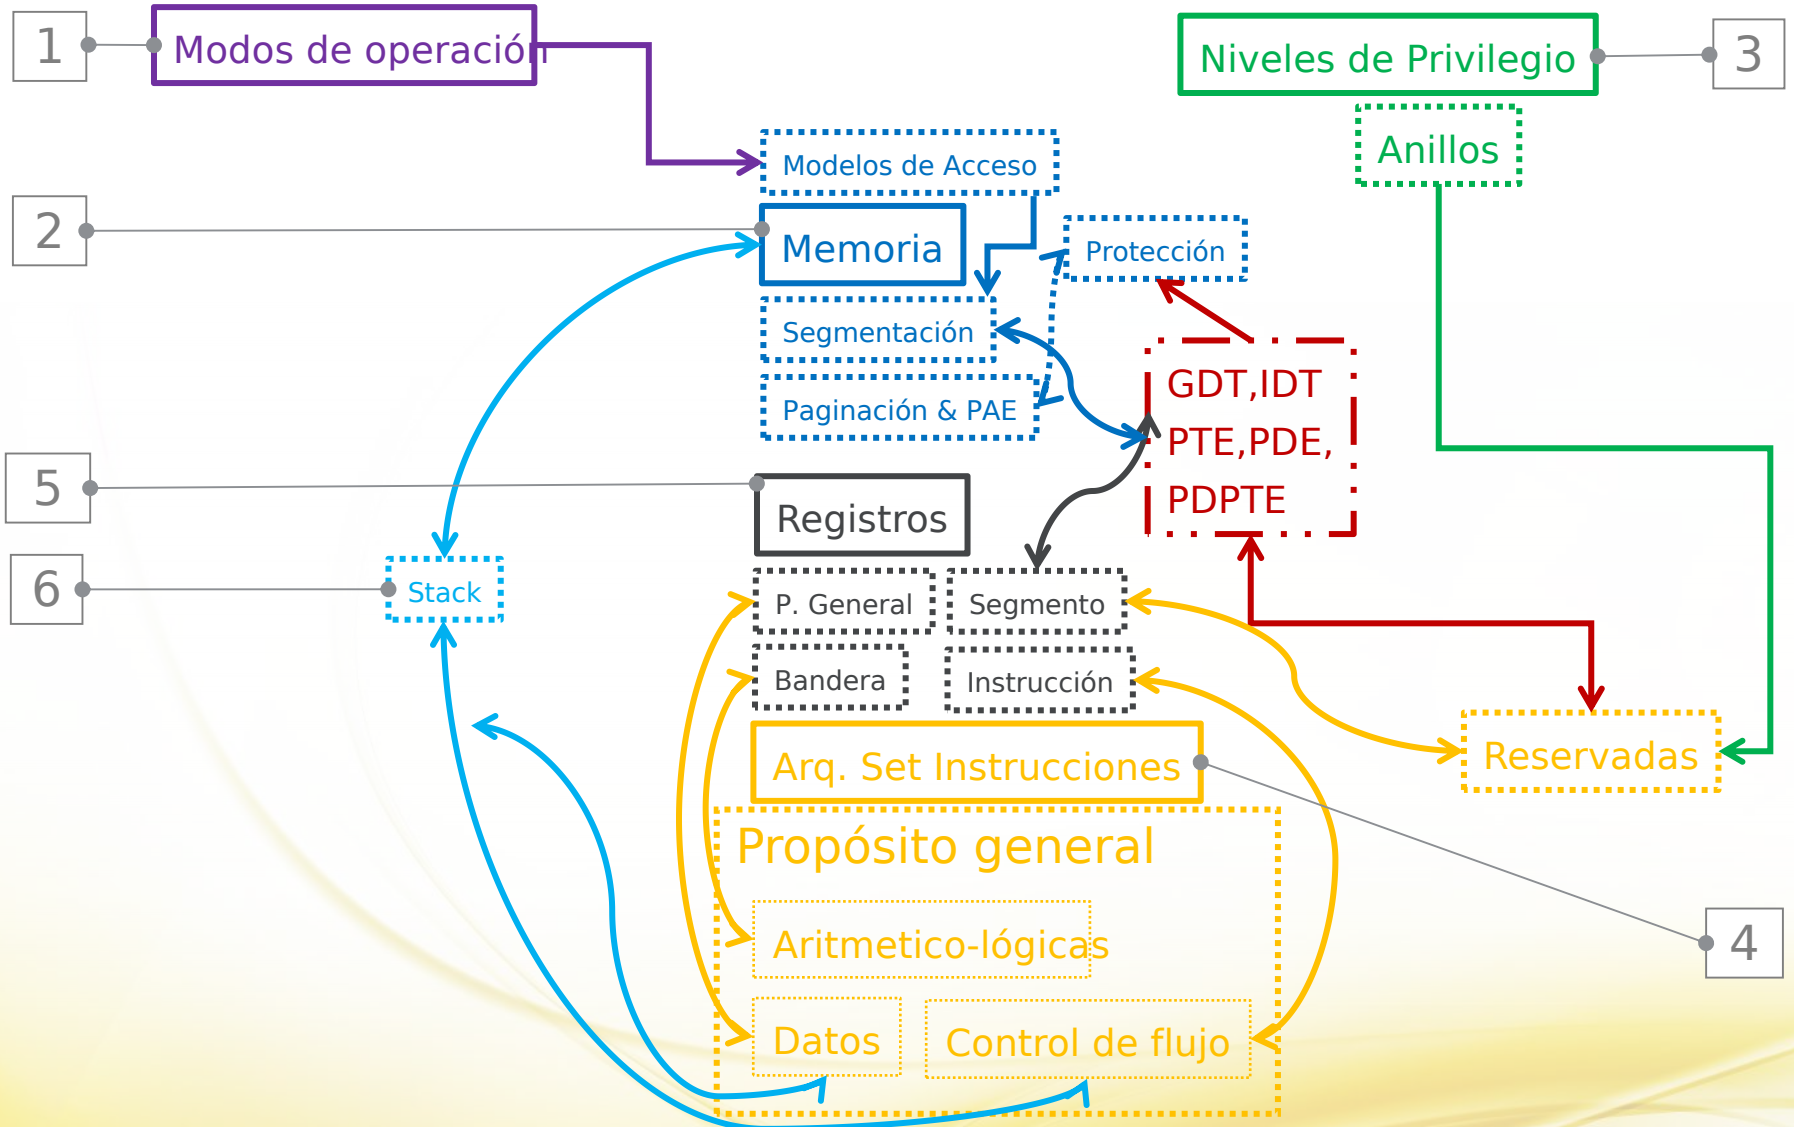 1
Modos de operación
Niveles de Privilegio
3
Anillos
Modelos de Acceso
2
Memoria
Protección
Segmentación
Paginación & PAE
GDT,IDT
PTE,PDE,
PDPTE
5
Registros
6
Stack
P. General
Segmento
Bandera
Instrucción
Arq. Set Instrucciones
Reservadas
Propósito general
Aritmetico-lógicas
4
Datos
Control de flujo